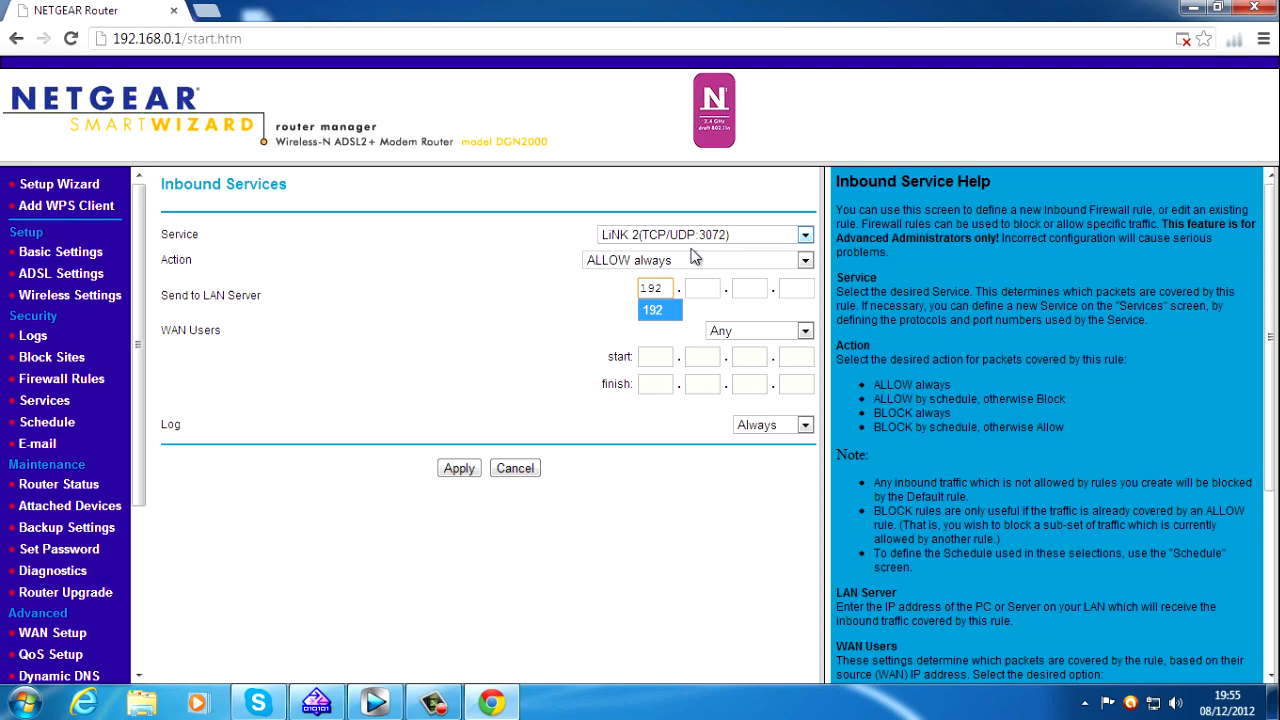 NETGEAR Router
192.168.0.1/start.htm
NETGEAR
SMARTWIZARD
router manager
Wireless-N ADSL2+ Modem Router model DGN2000
N
2.4 GHz
draft 802.11n
Setup Wizard
Add WPS Client
Setup
Basic Settings
ADSL Settings
Wireless Settings
Security
Logs
Block Sites
Firewall Rules
Services
Schedule
E-mail
Maintenance
Router Status
Attached Devices
Backup Settings
Set Password
Diagnostics
Router Upgrade
Advanced
WAN Setup
QoS Setup
Dynamic DNS
Inbound Services
Service LiNK 2(TCP/UDP:3072)
Action ALLOW always
Send to LAN Server 192 . . .
192
WAN Users Any
start: . . .
finish: . . .
Log Always
Apply Cancel
Inbound Service Help
You can use this screen to define a new Inbound Firewall rule, or edit an existing
rule. Firewall rules can be used to block or allow specific traffic. This feature is for
Advanced Administrators only! Incorrect configuration will cause serious
problems.
Service
Select the desired Service. This determines which packets are covered by this
rule. If necessary, you can define a new Service on the "Services" screen, by
defining the protocols and port numbers used by the Service.
Action
Select the desired action for packets covered by this rule:
ALLOW always
ALLOW by schedule, otherwise Block
BLOCK always
BLOCK by schedule, otherwise Allow
Note:
Any inbound traffic which is not allowed by rules you create will be blocked
by the Default rule.
BLOCK rules are only useful if the traffic is already covered by an ALLOW
rule. (That is, you wish to block a sub-set of traffic which is currently
allowed by another rule.)
To define the Schedule used in these selections, use the "Schedule"
screen.
LAN Server
Enter the IP address of the PC or Server on your LAN which will receive the
inbound traffic covered by this rule.
WAN Users
These settings determine which packets are covered by the rule, based on their
source (WAN) IP address. Select the desired option:
010101
19:55
08/12/2012